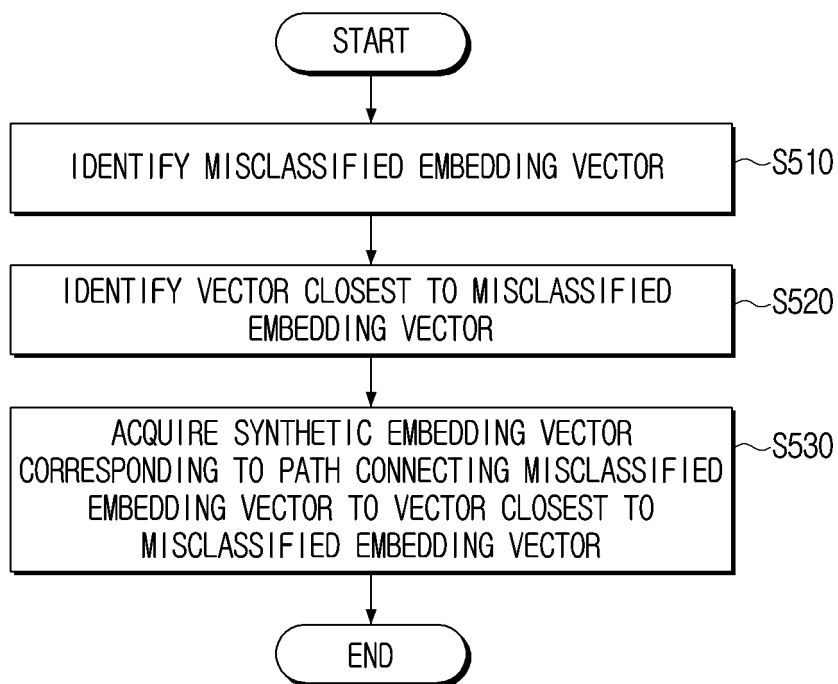 START
IDENTIFY MISCLASSIFIED EMBEDDING VECTOR
S510
IDENTIFY VECTOR CLOSEST TO MISCLASSIFIED
EMBEDDING VECTOR
S520
ACQUIRE SYNTHETIC EMBEDDING VECTOR
CORRESPONDING TO PATH CONNECTING MISCLASSIFIED
EMBEDDING VECTOR TO VECTOR CLOSEST TO
MISCLASSIFIED EMBEDDING VECTOR
S530
END